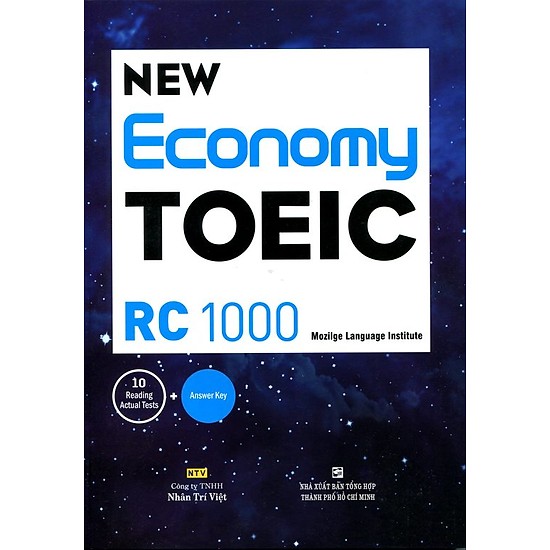 NEW
Economy
TOEIC
RC 1000
Mozilge Language Institute
10
Reading
Actual Tests
+
Answer Key
NTV
Công ty TNHH
Nhân Trí Việt
NHÀ XUẤT BẢN TỔNG HỢP
THÀNH PHỐ HỒ CHÍ MINH